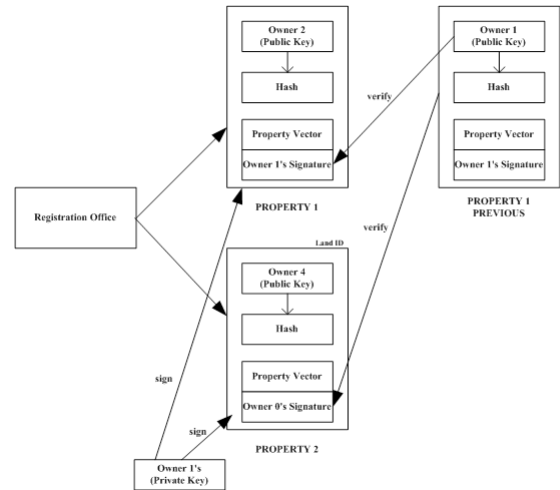 Owner 2
(Public Key)
Hash
Property Vector
Owner 1's Signature
PROPERTY 1
Owner 1
(Public Key)
Hash
Property Vector
Owner 1's Signature
PROPERTY 1
PREVIOUS
verify
verify
Registration Office
Land ID
Owner 4
(Public Key)
Hash
Property Vector
Owner 0's Signature
PROPERTY 2
sign
sign
Owner 1's
(Private Key)